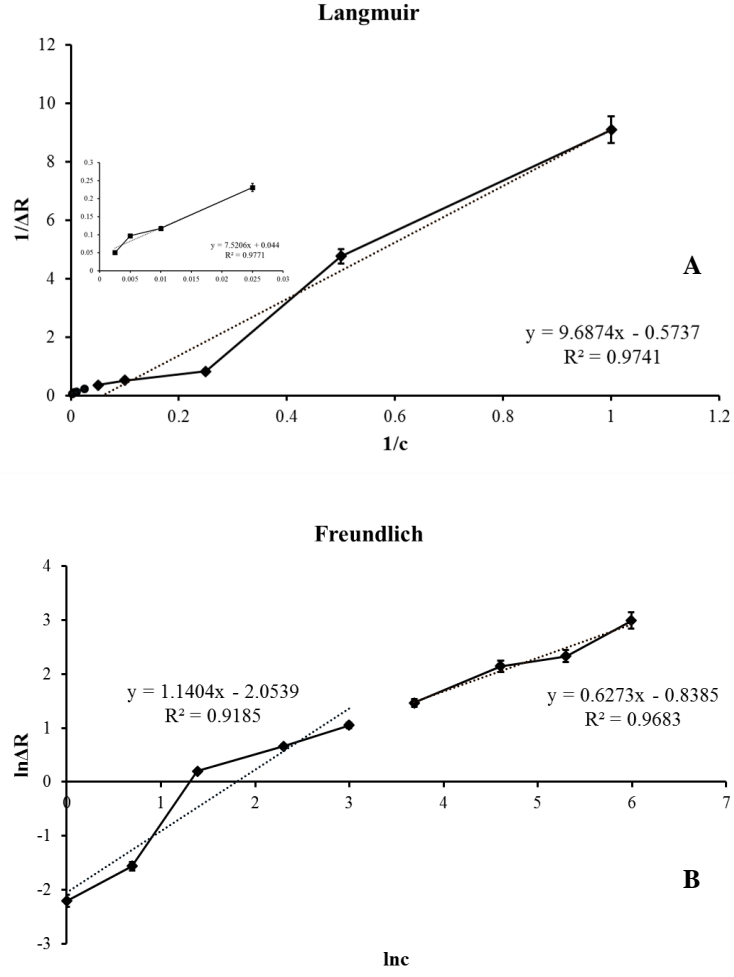 Langmuir
12
10
8
6
4
2
0
1/ΔR
0
0.2
0.4
0.6
0.8
1
1.2
1/c
0.3
0.25
0.2
0.15
0.1
0.05
0
0
0.005
0.01
0.015
0.02
0.025
0.03
y = 7.5206x + 0.044
R² = 0.9771
A
y = 9.6874x - 0.5737
R² = 0.9741
Freundlich
4
3
2
1
0
-1
-2
-3
lnΔR
0
1
2
3
4
5
6
7
y = 1.1404x - 2.0539
R² = 0.9185
y = 0.6273x - 0.8385
R² = 0.9683
B
lnc